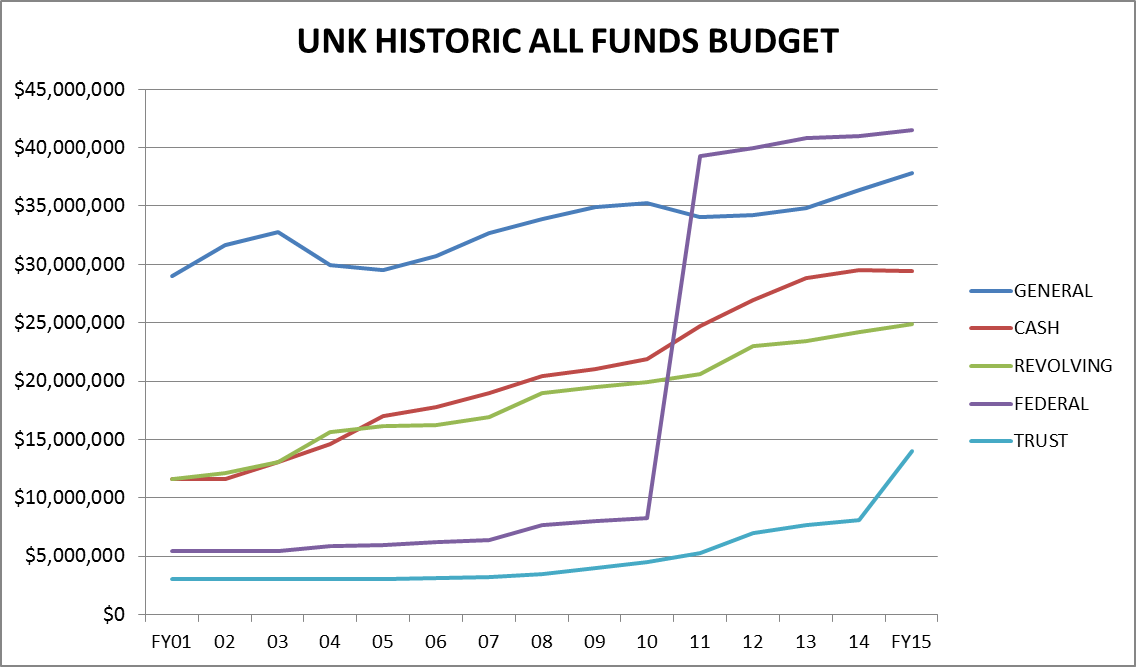 UNK HISTORIC ALL FUNDS BUDGET
$45,000,000
$40,000,000
$35,000,000
$30,000,000
$25,000,000
$20,000,000
$15,000,000
$10,000,000
$5,000,000
$0
FY01 02 03 04 05 06 07 08 09 10 11 12 13 14 FY15
GENERAL
CASH
REVOLVING
FEDERAL
TRUST